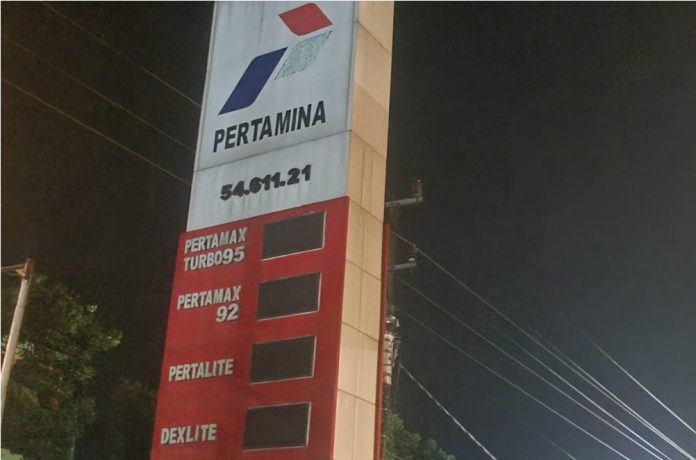 PERTAMINA
54.611.21
PERTAMAX
TURBO95
PERTAMAX
92
PERTALITE
DEXLITE